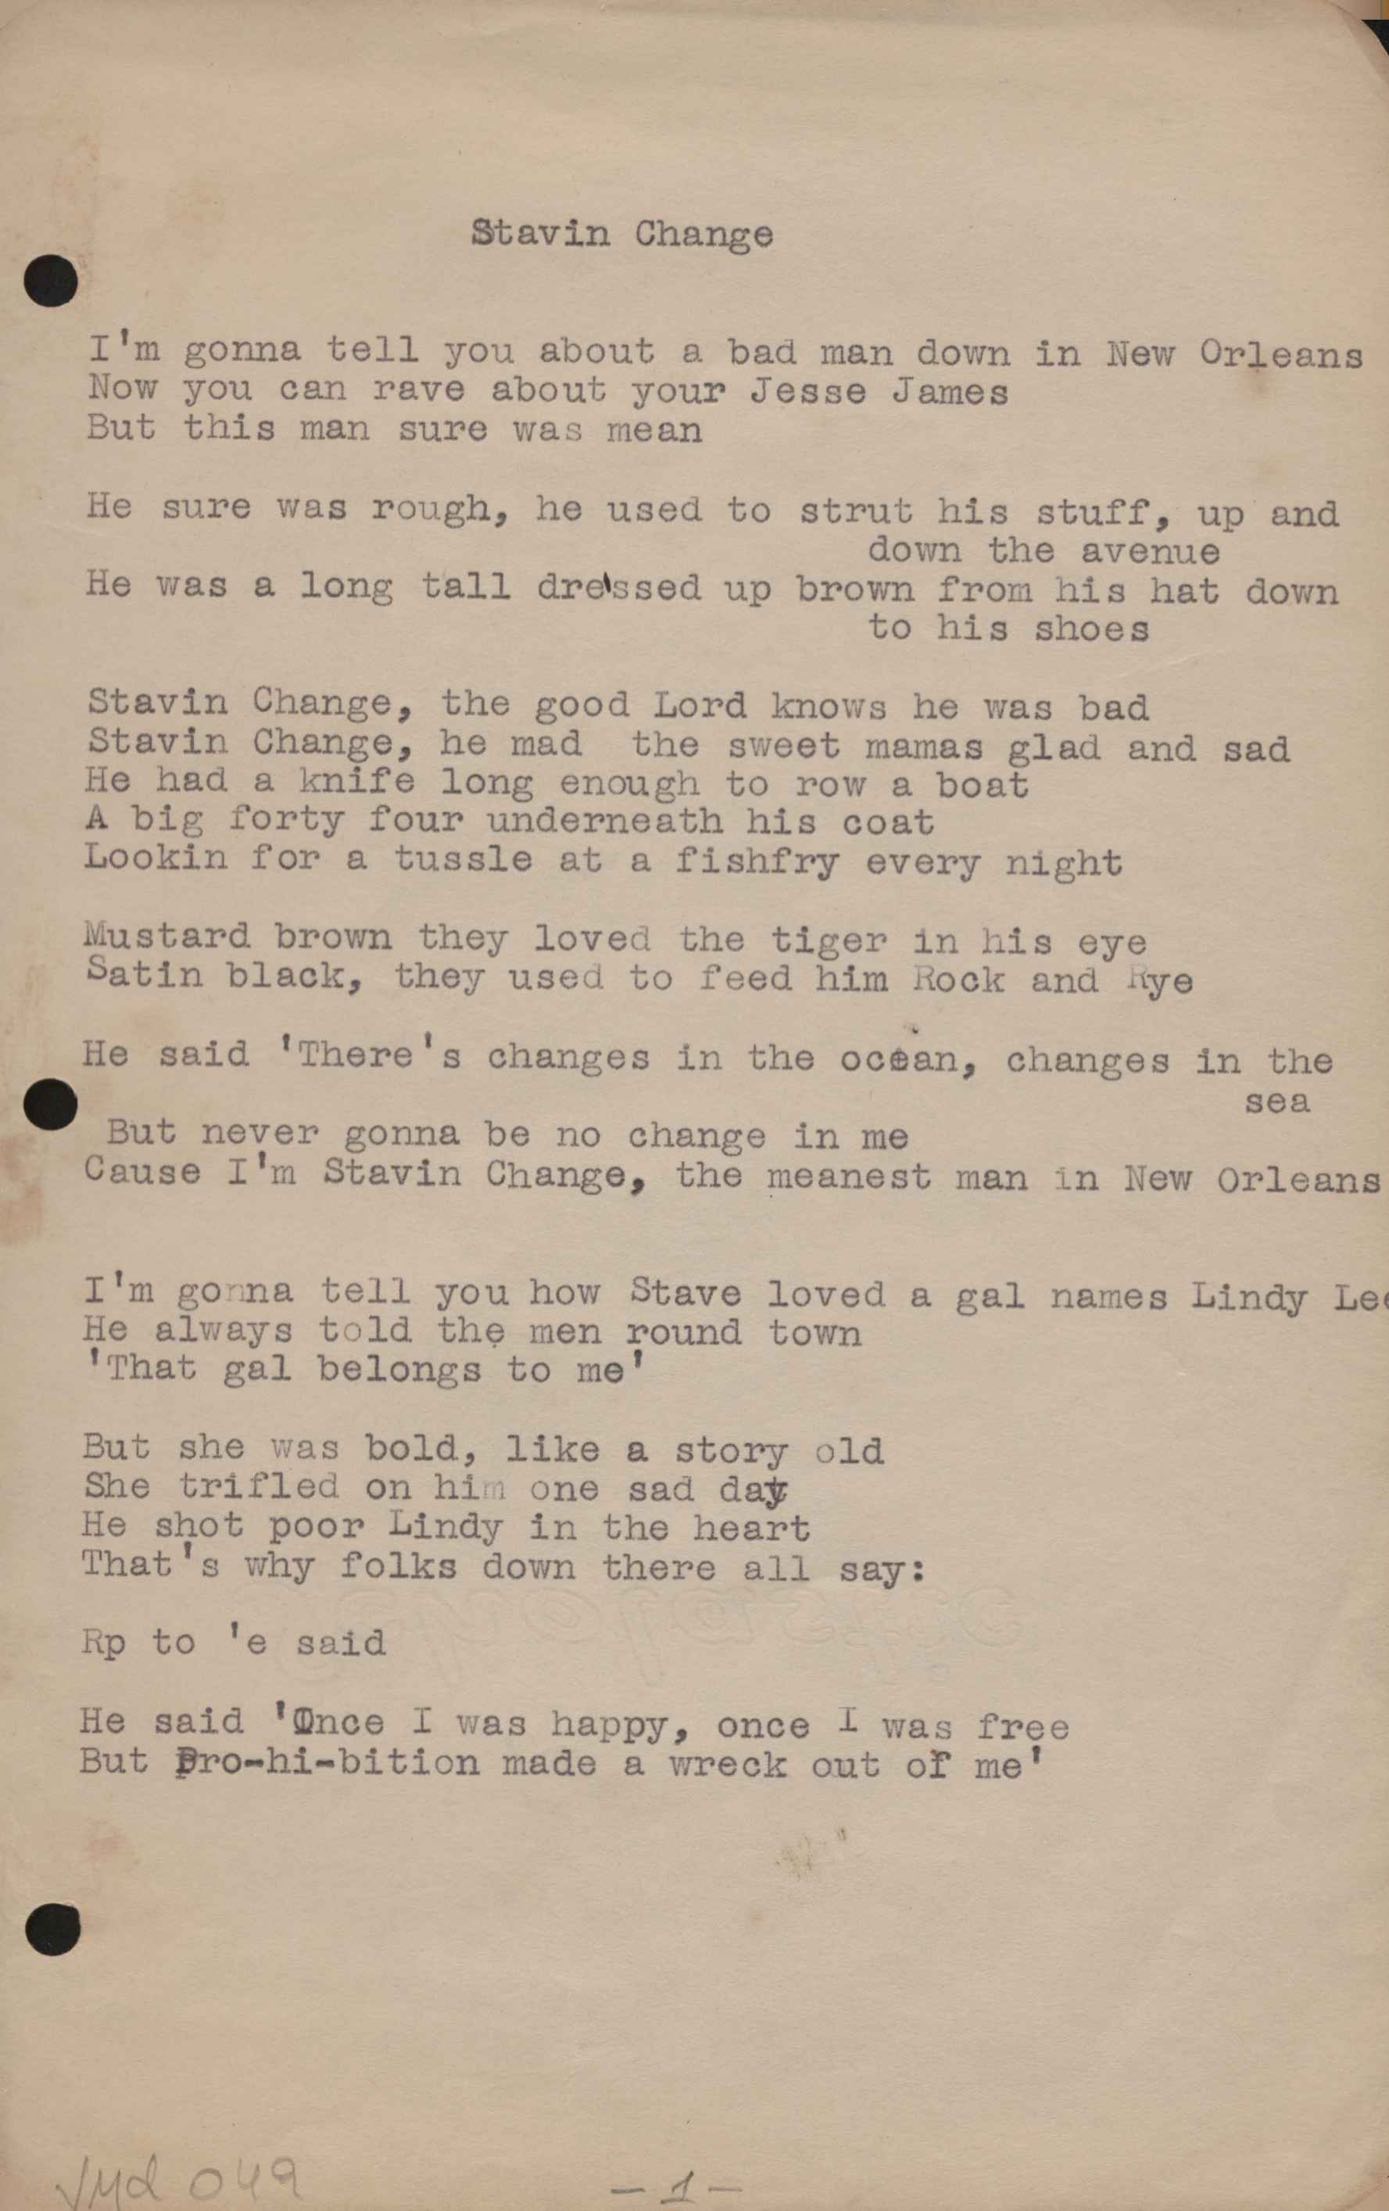 Stavin Change
I'm gonna tell you about a bad man down in New Orleans
Now you can rave about your Jesse James
But this man sure was mean
He sure was rough, he used to strut his stuff, up and
down the avenue
He was a long tall dressed up brown from his hat down
to his shoes
Stavin Change, the good Lord knows he was bad
Stavin Change, he mad the sweet mamas glad and sad
He had a knife long enough to row a boat
A big forty four underneath his coat
Lookin for a tussle at a fishfry every night
Mustard brown they loved the tiger in his eye
Satin black, they used to feed him Rock and Rye
He said 'There's changes in the ocean, changes in the
sea
But never gonna be no change in me
Cause I'm Stavin Change, the meanest man in New Orleans
I'm gonna tell you how Stave loved a gal names Lindy Lee
He always told the men round town
'That gal belongs to me'
But she was bold, like a story old
She trifled on him one sad day
He shot poor Lindy in the heart
That's why folks down there all say:
Rp to 'e said
He said 'Once I was happy, once I was free
But Pro-hi-bition made a wreck out of me'
049
- 1 -